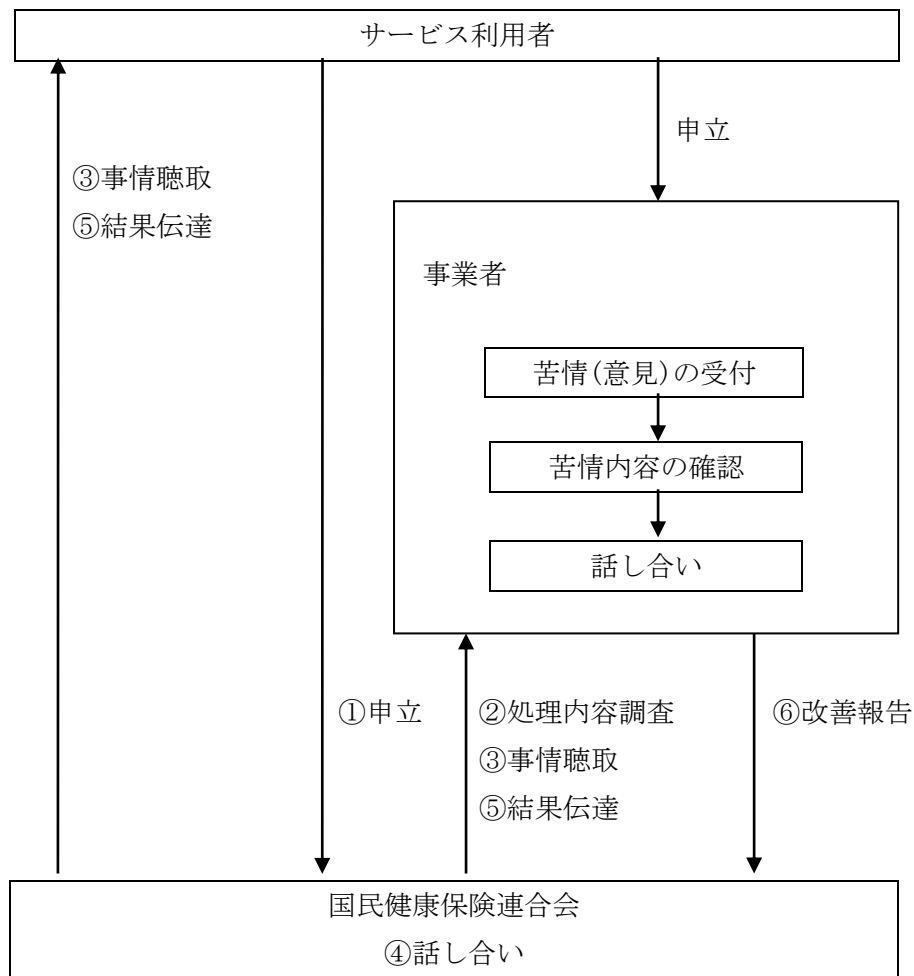 サービス利用者
申立
③事情聴取
⑤結果伝達
事業者
苦情(意見)の受付
苦情内容の確認
話し合い
①申立
②処理内容調査
③事情聴取
⑤結果伝達
⑥改善報告
国民健康保険連合会
④話し合い